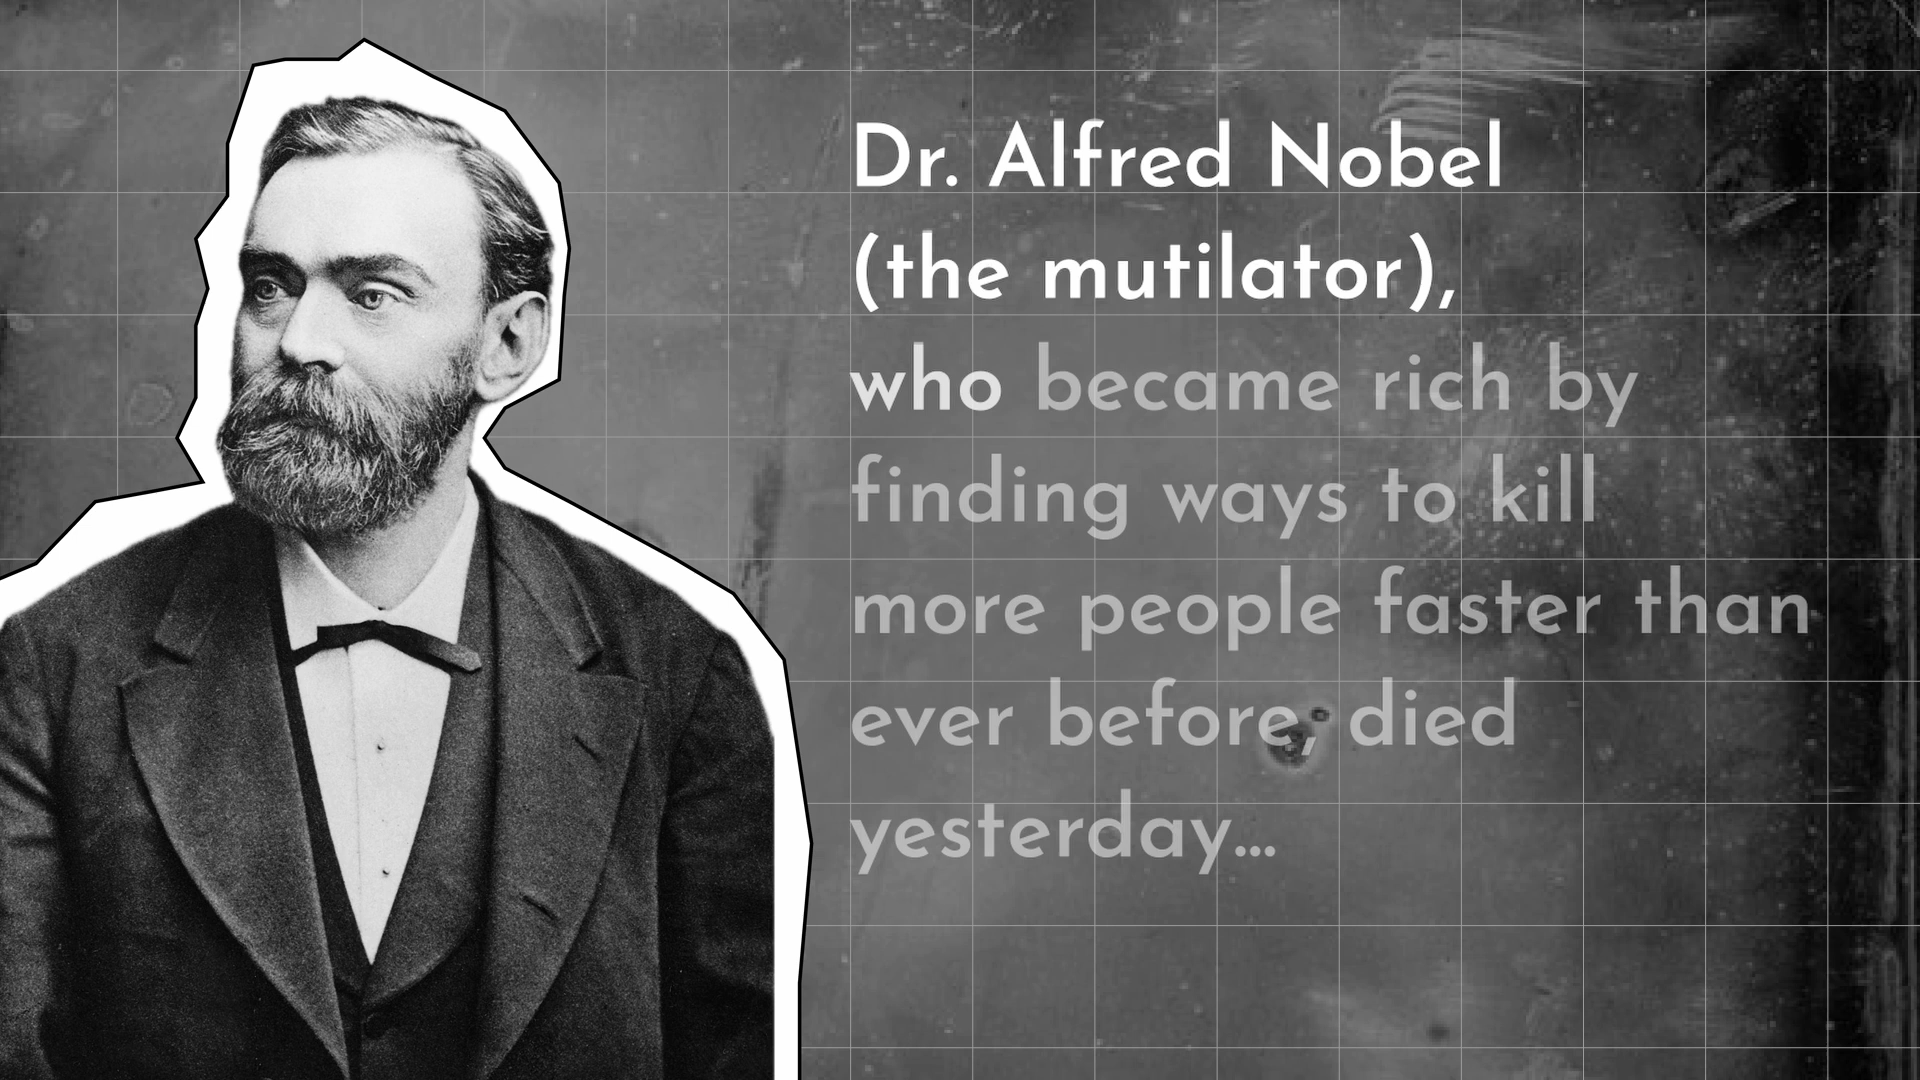 Dr. Alfred Nobel
(the mutilator),
who became rich by
finding ways to kill
more people faster than
ever before, died
yesterday...